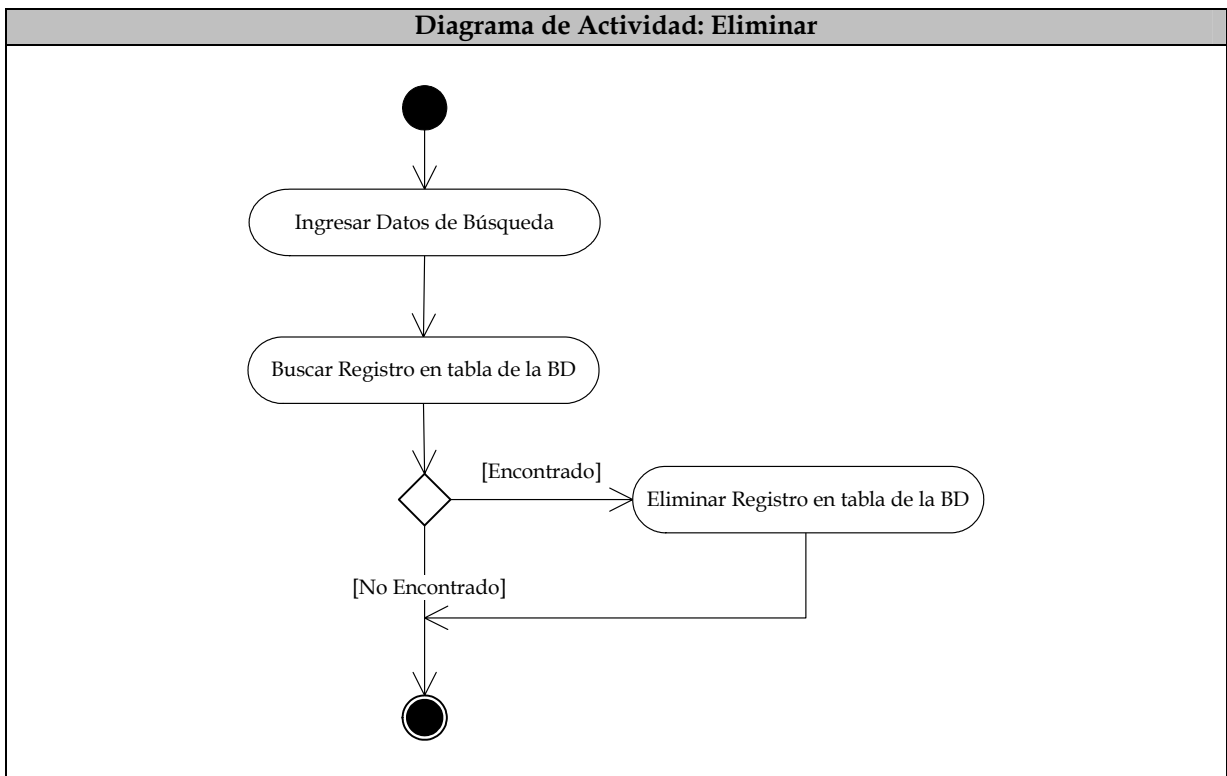 Diagrama de Actividad: Eliminar
Ingresar Datos de Búsqueda
Buscar Registro en tabla de la BD
[Encontrado]
Eliminar Registro en tabla de la BD
[No Encontrado]